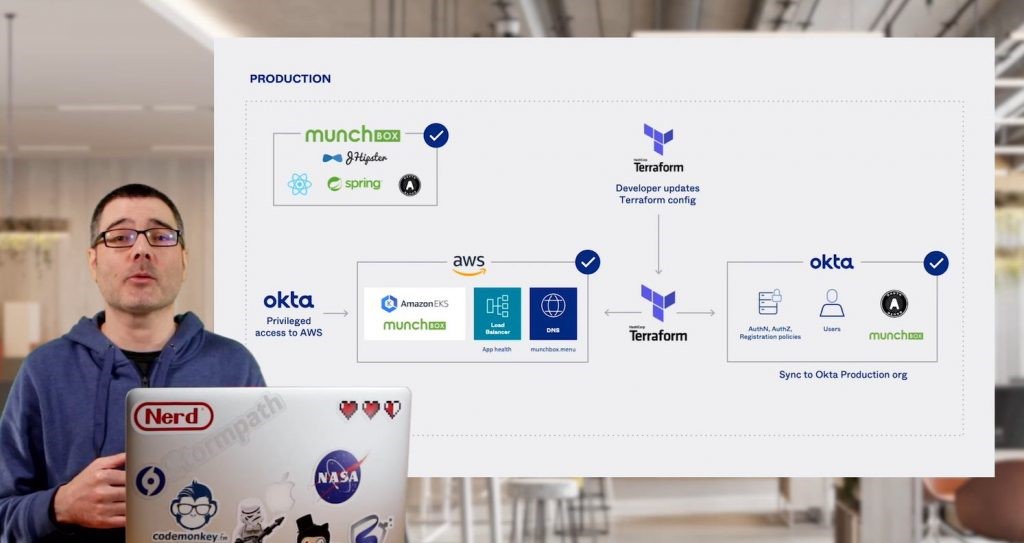 PRODUCTION
munchBOX
JHipster
spring
HashiCorp
Terraform
Developer updates
Terraform config
okta
Privileged
access to AWS
aws
Amazon EKS
munchBOX
Load
Balancer
App health
DNS
munchbox.menu
HashiCorp
Terraform
okta
AuthN, AuthZ,
Registration policies
Users
munchBOX
Sync to Okta Production org
Nerd
Stormpath
NASA
codemonkey.fm